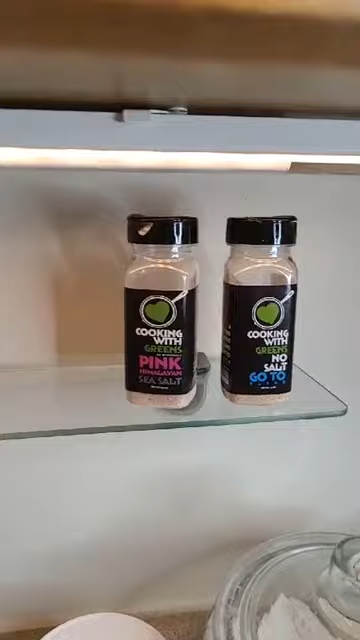 COOKING
WITH
GREENS
PINK
HIMALAYAN
SEA SALT
COOKING
WITH
GREENS
NO
SALT
GO TO